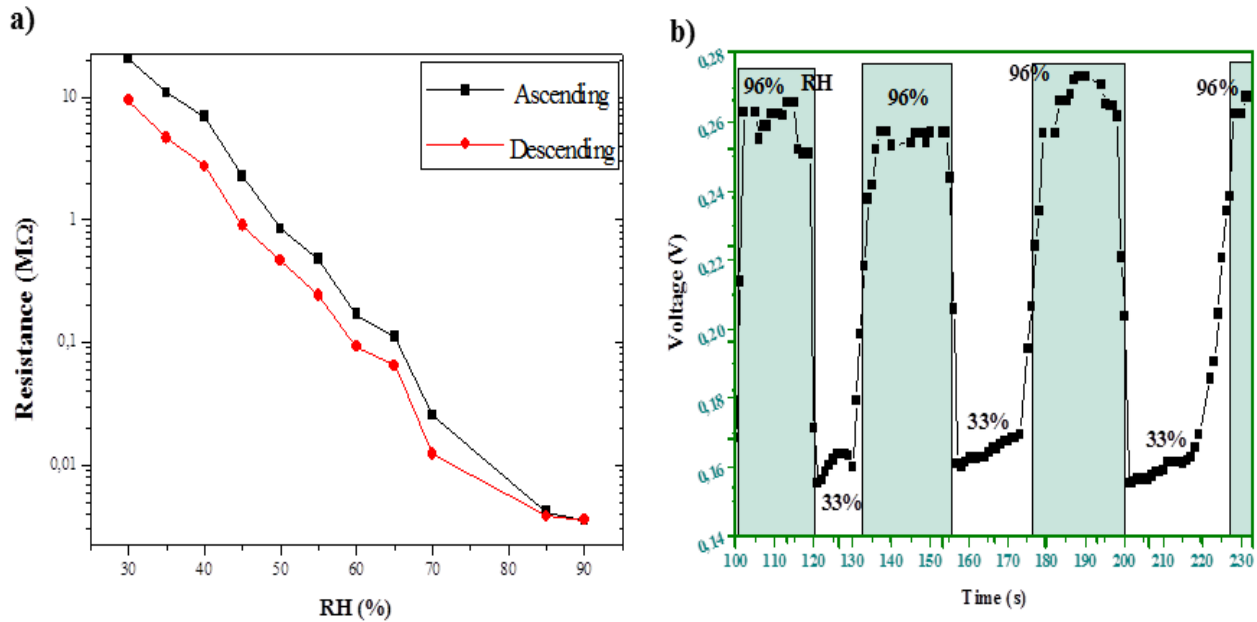 a)
Resistance (MΩ)
10
1
0,1
0,01
30 40 50 60 70 80 90
RH (%)
Ascending
Descending
b)
Voltage (V)
0,28
0,26
0,24
0,22
0,20
0,18
0,16
0,14
100 110 120 130 140 150 160 170 180 190 200 210 220 230
Time (s)
96% RH
96%
96%
96%
33%
33%
33%